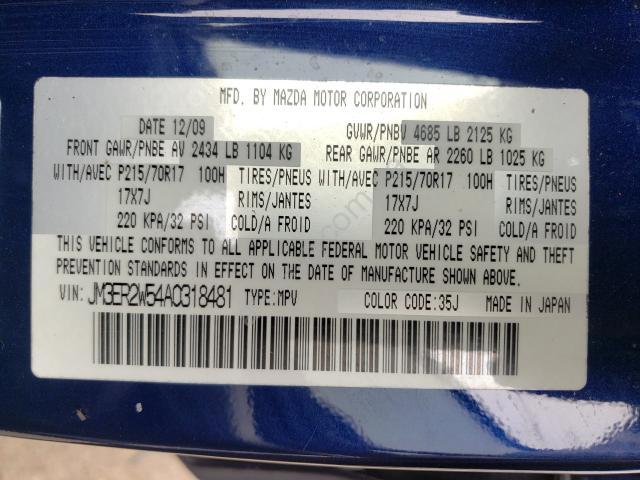 MFD. BY MAZDA MOTOR CORPORATION
DATE 12/09 GVWR/PNBV 4685 LB 2125 KG
FRONT GAWR/PNBE AV 2434 LB 1104 KG REAR GAWR/PNBE AR 2260 LB 1025 KG
WITH/AVEC P215/70R17 100H TIRES/PNEUS WITH/AVEC P215/70R17 100H TIRES/PNEUS
17X7J RIMS/JANTES 17X7J RIMS/JANTES
220 KPA/32 PSI COLD/A FROID 220 KPA/32 PSI COLD/A FROID
THIS VEHICLE CONFORMS TO ALL APPLICABLE FEDERAL MOTOR VEHICLE SAFETY AND THEFT
PREVENTION STANDARDS IN EFFECT ON THE DATE OF MANUFACTURE SHOWN ABOVE.
VIN: JM3ER2W54A0318481 TYPE:MPV COLOR CODE:35J MADE IN JAPAN